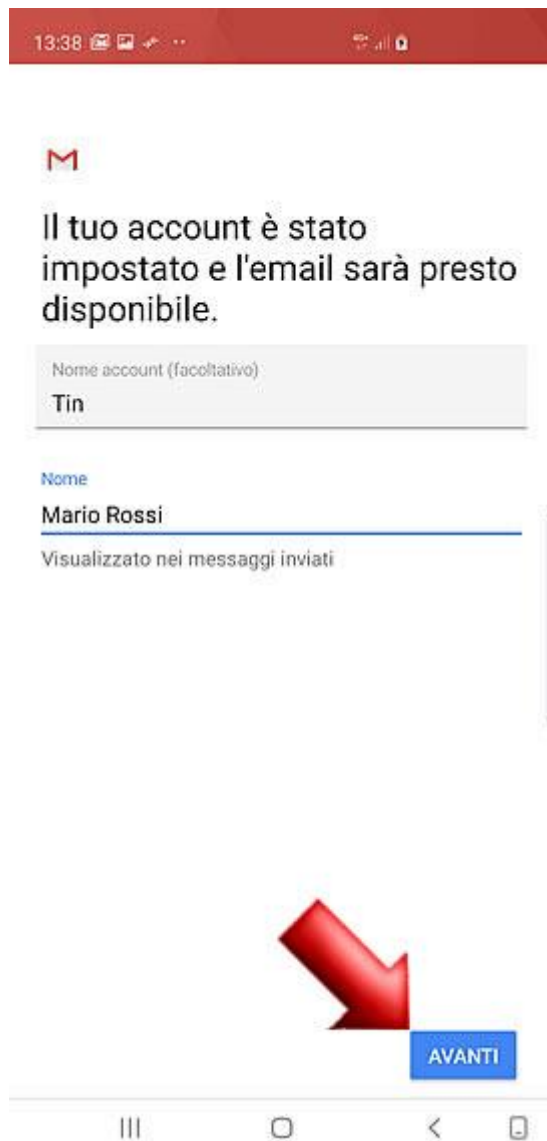 13:38
Il tuo account è stato
impostato e l'email sarà presto
disponibile.
Nome account (facoltativo)
Tin
Nome
Mario Rossi
Visualizzato nei messaggi inviati
AVANTI